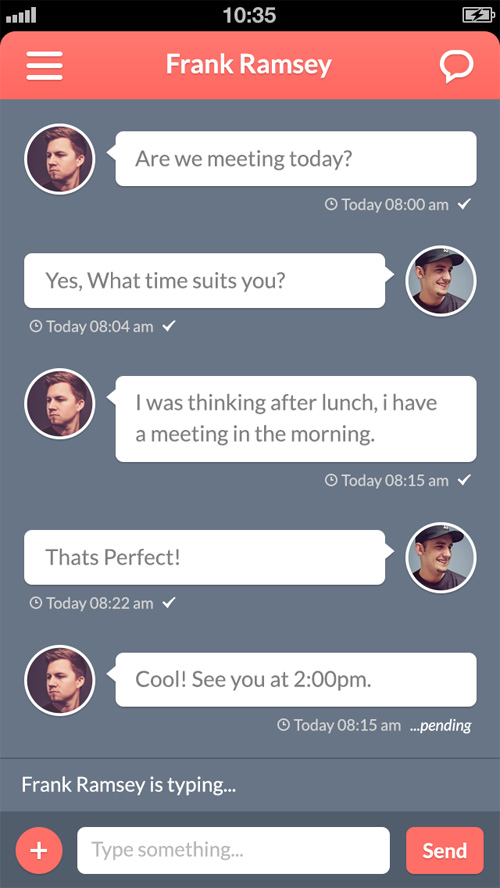 10:35
Frank Ramsey
Are we meeting today?
Today 08:00 am
Yes, What time suits you?
Today 08:04 am
I was thinking after lunch, i have
a meeting in the morning.
Today 08:15 am
Thats Perfect!
Today 08:22 am
Cool! See you at 2:00pm.
Today 08:15 am ...pending
Frank Ramsey is typing...
Type something...
Send